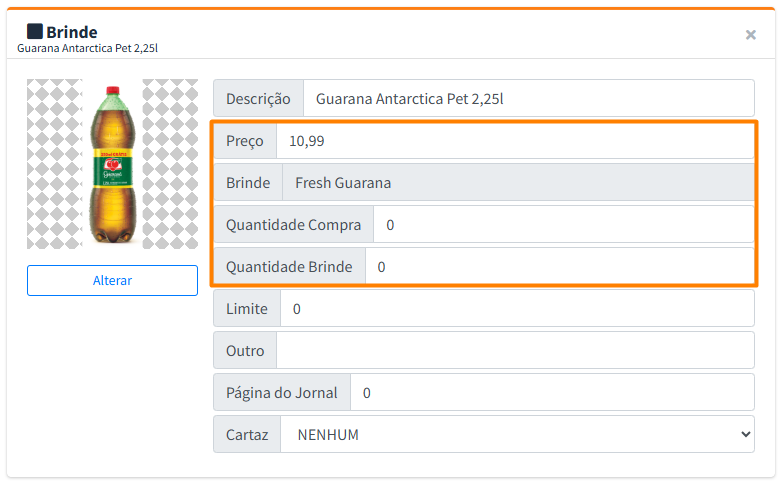 Brinde
×
Guarana Antarctica Pet 2,25l
Descrição Guarana Antarctica Pet 2,25l
Preço 10,99
Brinde Fresh Guarana
Quantidade Compra 0
Quantidade Brinde 0
Alterar
Limite 0
Outro
Página do Jornal 0
Cartaz NENHUM